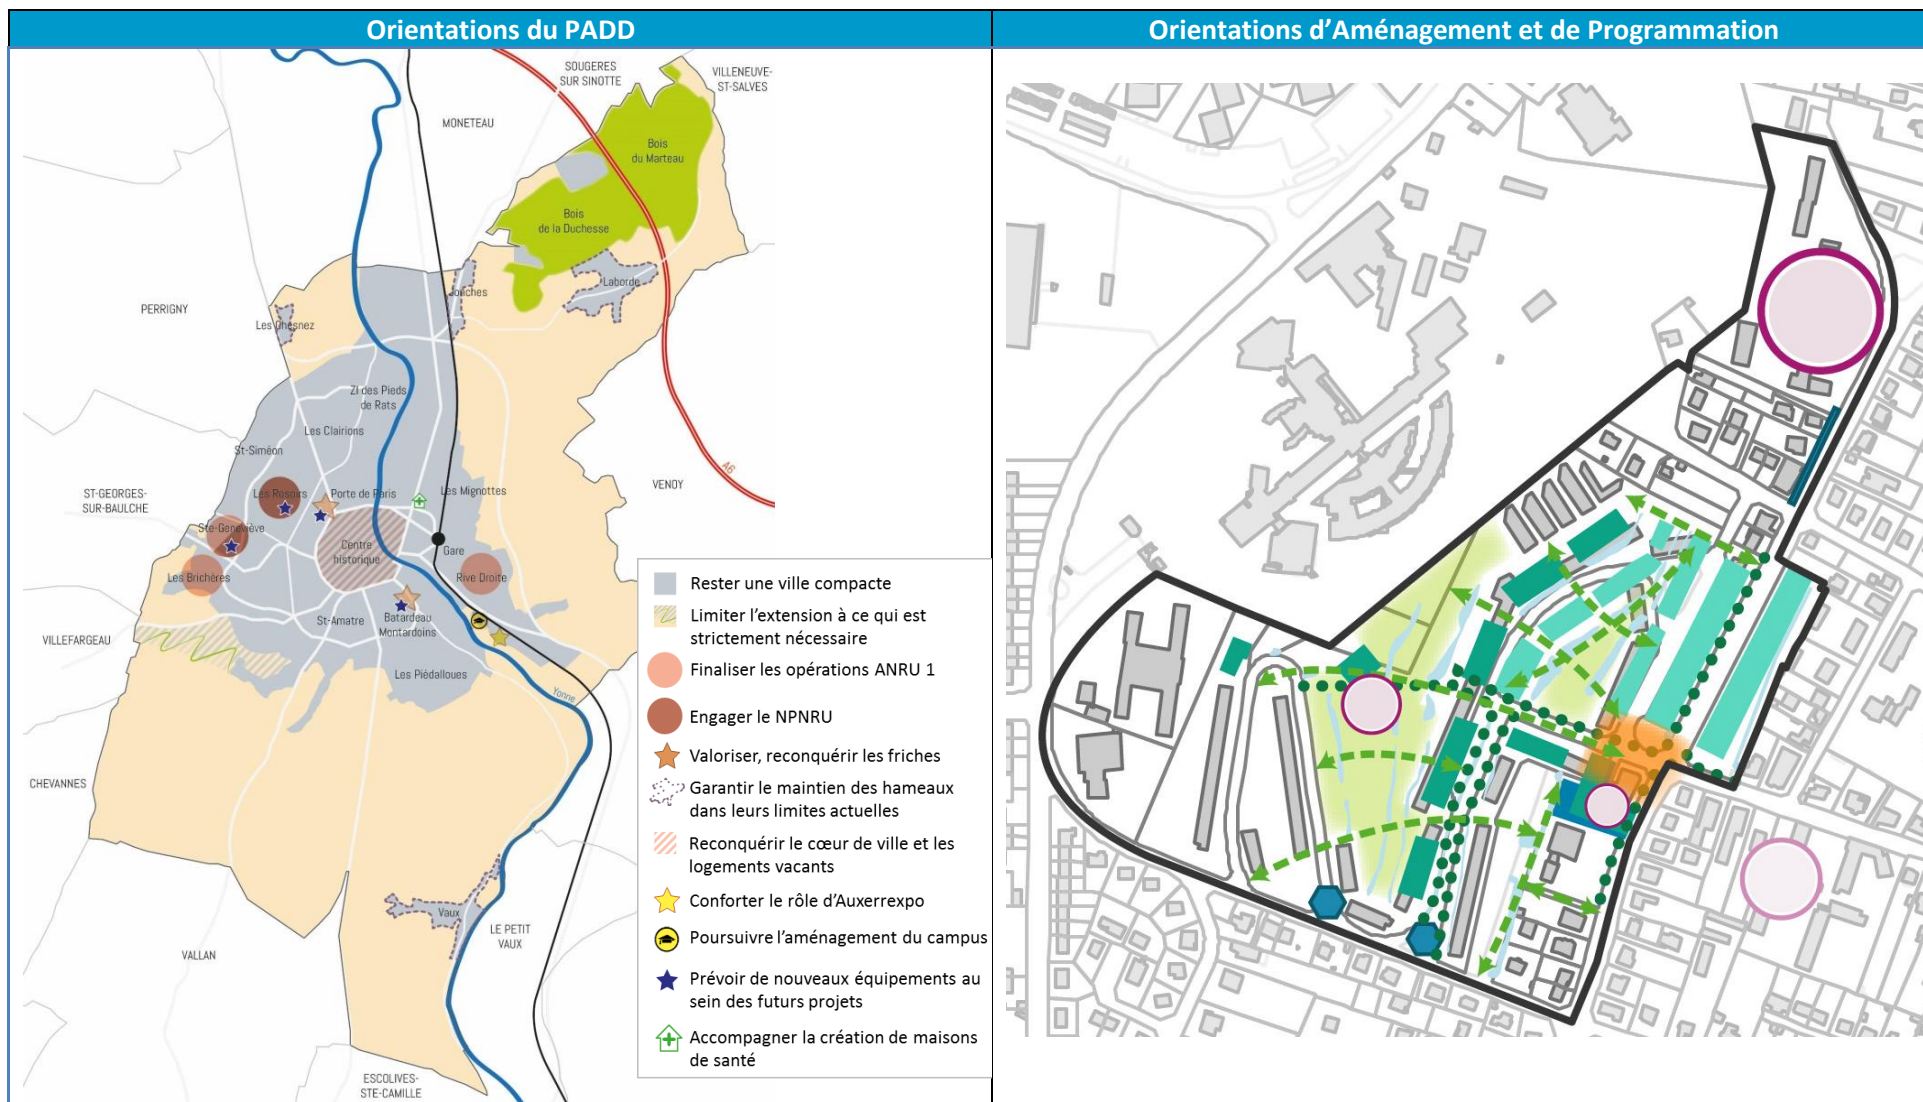 Orientations du PADD
Orientations d'Aménagement et de Programmation
SOUGERES
SUR SINOTTE
VILLENEUVE-
ST-SALVES
MONETEAU
Bois
du Marteau
Bois
de la Duchesse
Laborde
Jonches
PERRIGNY
Les Chesnez
ZI des Pieds
de Rats
Les Clairions
St-Siméon
A6
VENOY
ST-GEORGES-
SUR-BAULCHE
Les Rosoirs
Porte de Paris
Les Mignottes
Ste-Geneviève
Centre
historique
Gare
Les Brichères
Rive Droite
St-Amatre
Batardeau
Montardoins
VILLEFARGEAU
Les Piédalloues
Yonne
CHEVANNES
Vaux
LE PETIT
VAUX
VALLAN
ESCOLIVES-
STE-CAMILLE
Rester une ville compacte
Limiter l'extension à ce qui est
strictement nécessaire
Finaliser les opérations ANRU 1
Engager le NPNRU
Valoriser, reconquérir les friches
Garantir le maintien des hameaux
dans leurs limites actuelles
Reconquérir le cœur de ville et les
logements vacants
Conforter le rôle d'Auxerrexpo
Poursuivre l'aménagement du campus
Prévoir de nouveaux équipements au
sein des futurs projets
Accompagner la création de maisons
de santé